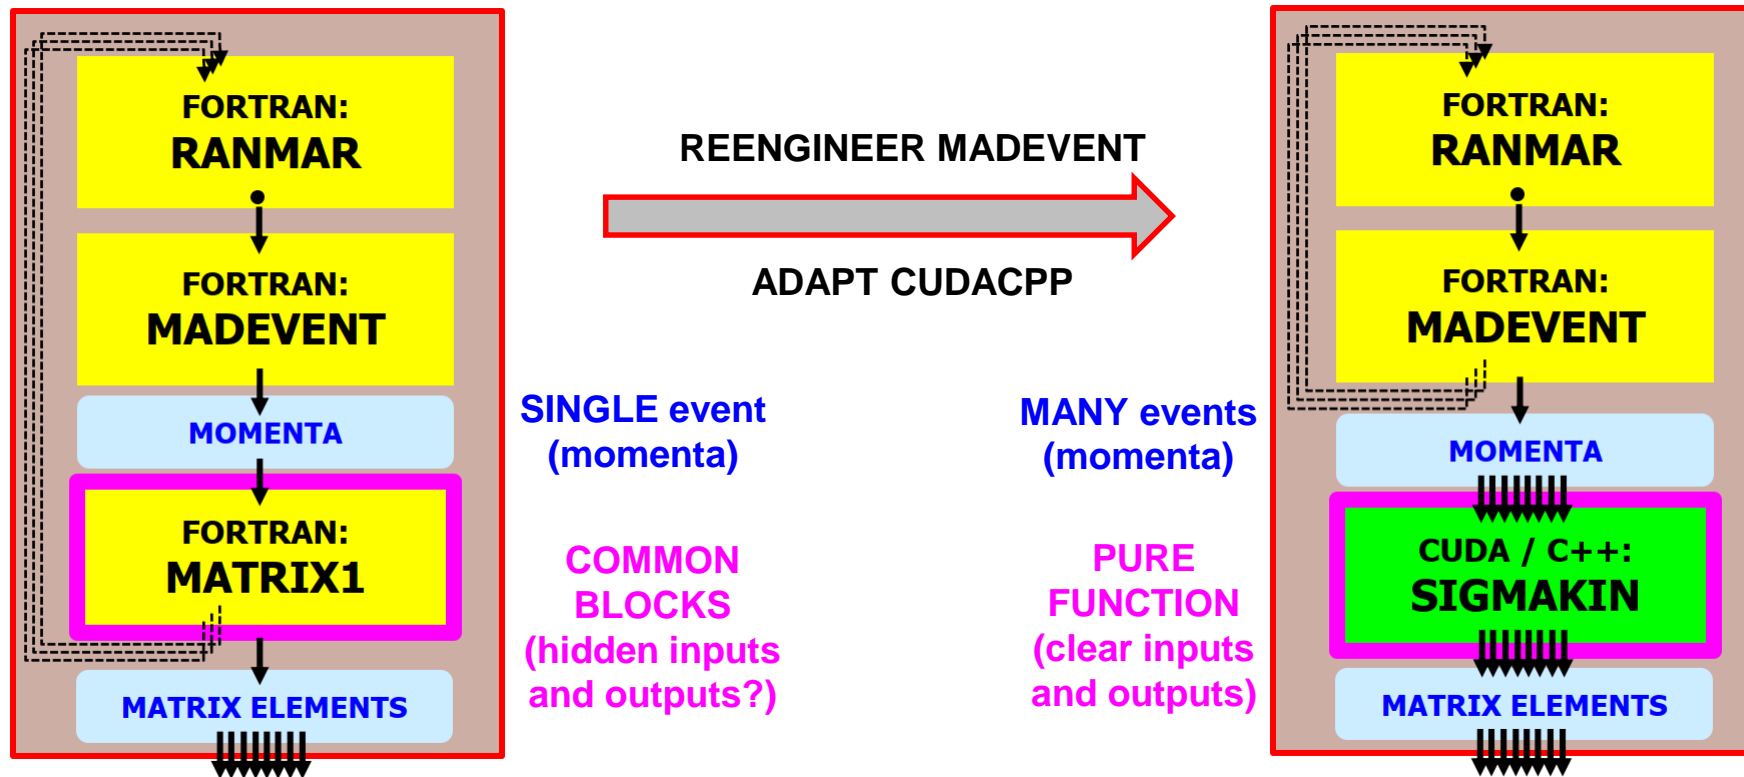 FORTRAN:
RANMAR
FORTRAN:
MADEVENT
MOMENTA
FORTRAN:
MATRIX1
MATRIX ELEMENTS
REENGINEER MADEVENT
ADAPT CUDACPP
SINGLE event
(momenta)
COMMON
BLOCKS
(hidden inputs
and outputs?)
MANY events
(momenta)
PURE
FUNCTION
(clear inputs
and outputs)
FORTRAN:
RANMAR
FORTRAN:
MADEVENT
MOMENTA
CUDA / C++:
SIGMAKIN
MATRIX ELEMENTS